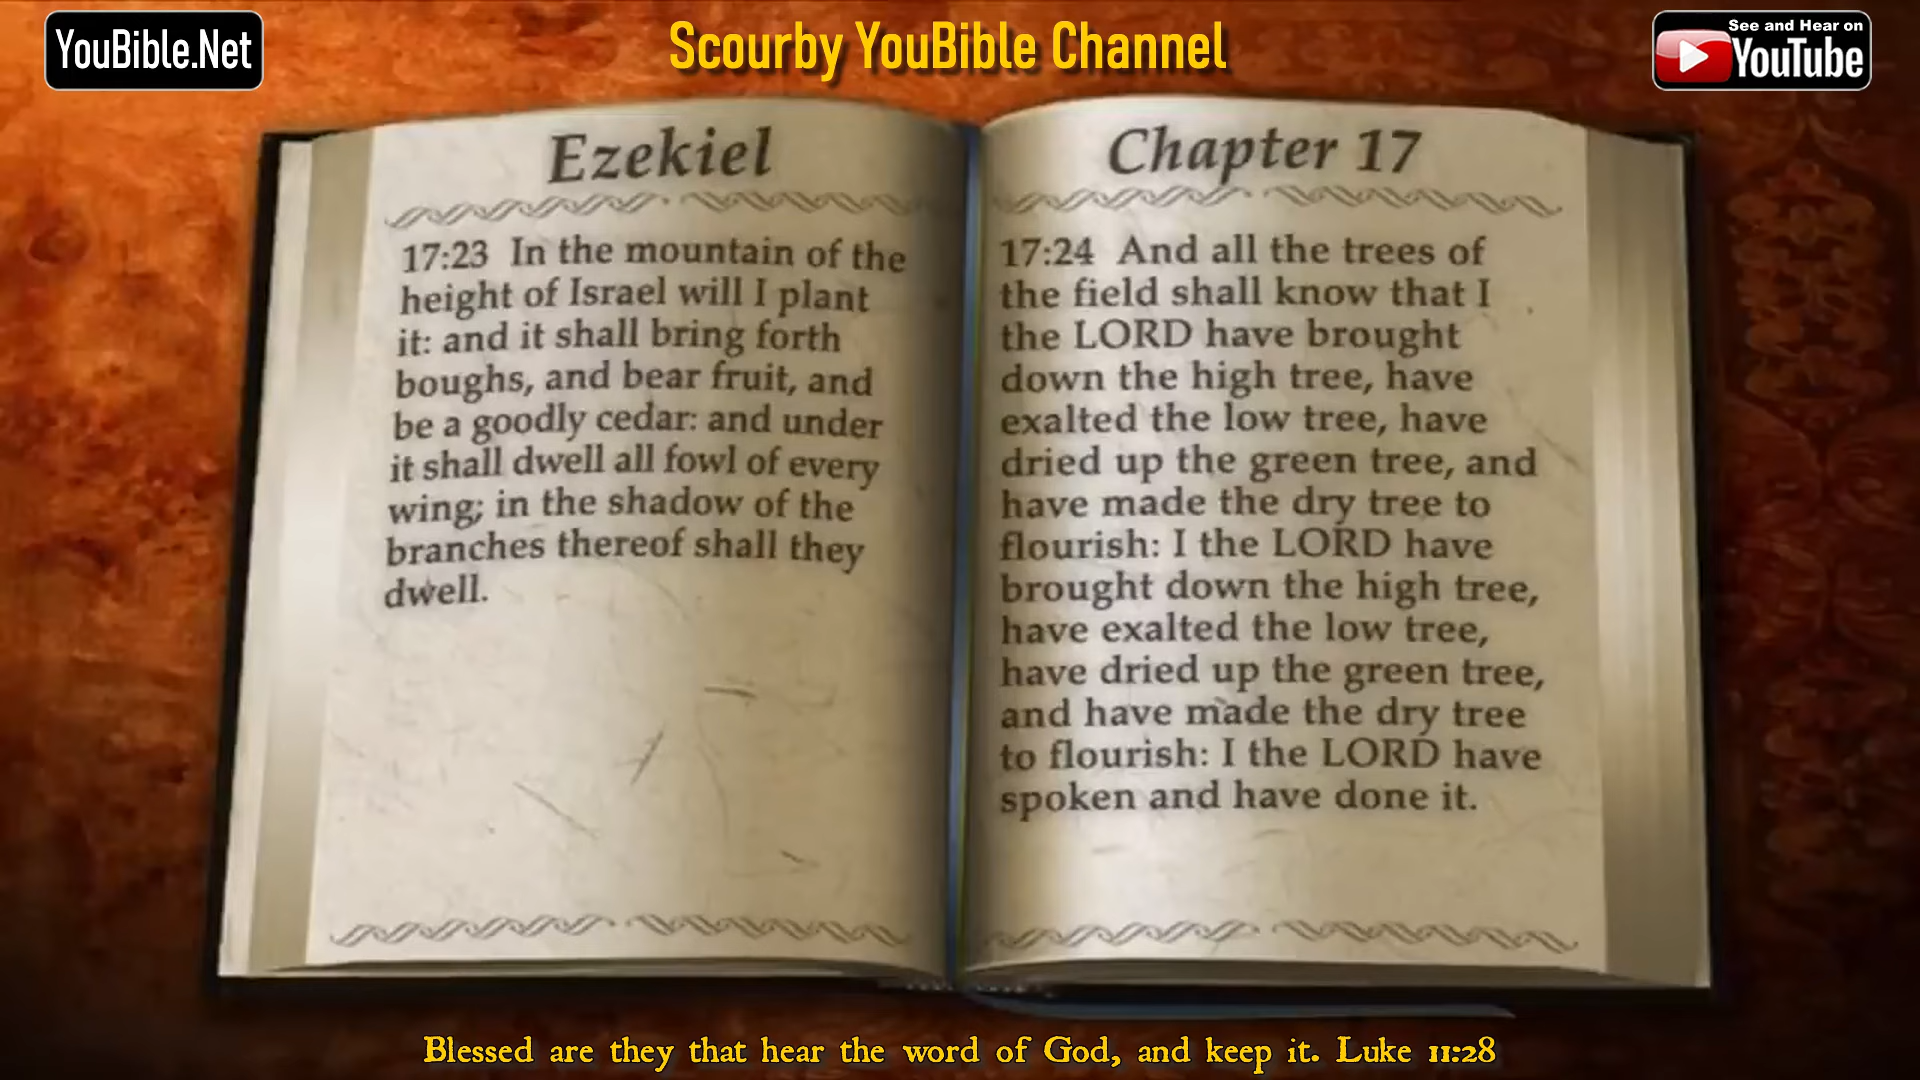 YouBible.Net
Scourby YouBible Channel
See and Hear on
YouTube
Ezekiel
17:23 In the mountain of the
height of Israel will I plant
it: and it shall bring forth
boughs, and bear fruit, and
be a goodly cedar: and under
it shall dwell all fowl of every
wing; in the shadow of the
branches thereof shall they
dwell.
Chapter 17
17:24 And all the trees of
the field shall know that I
the LORD have brought
down the high tree, have
exalted the low tree, have
dried up the green tree, and
have made the dry tree to
flourish: I the LORD have
brought down the high tree,
have exalted the low tree,
have dried up the green tree,
and have made the dry tree
to flourish: I the LORD have
spoken and have done it.
Blessed are they that hear the word of God, and keep it. Luke 11:28